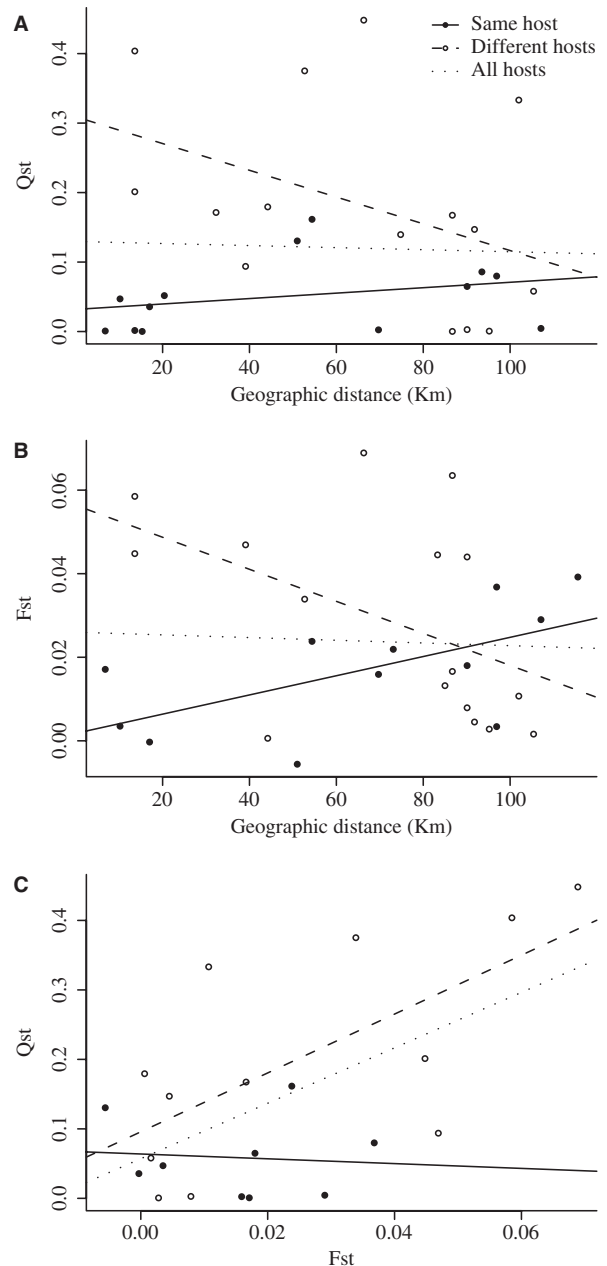 A
Same host
Different hosts
All hosts
0.4
0.3
0.2
0.1
0.0
Qst
20 40 60 80 100
Geographic distance (Km)
B
0.06
0.04
0.02
0.00
Fst
20 40 60 80 100
Geographic distance (Km)
C
0.4
0.3
0.2
0.1
0.0
Qst
0.00 0.02 0.04 0.06
Fst